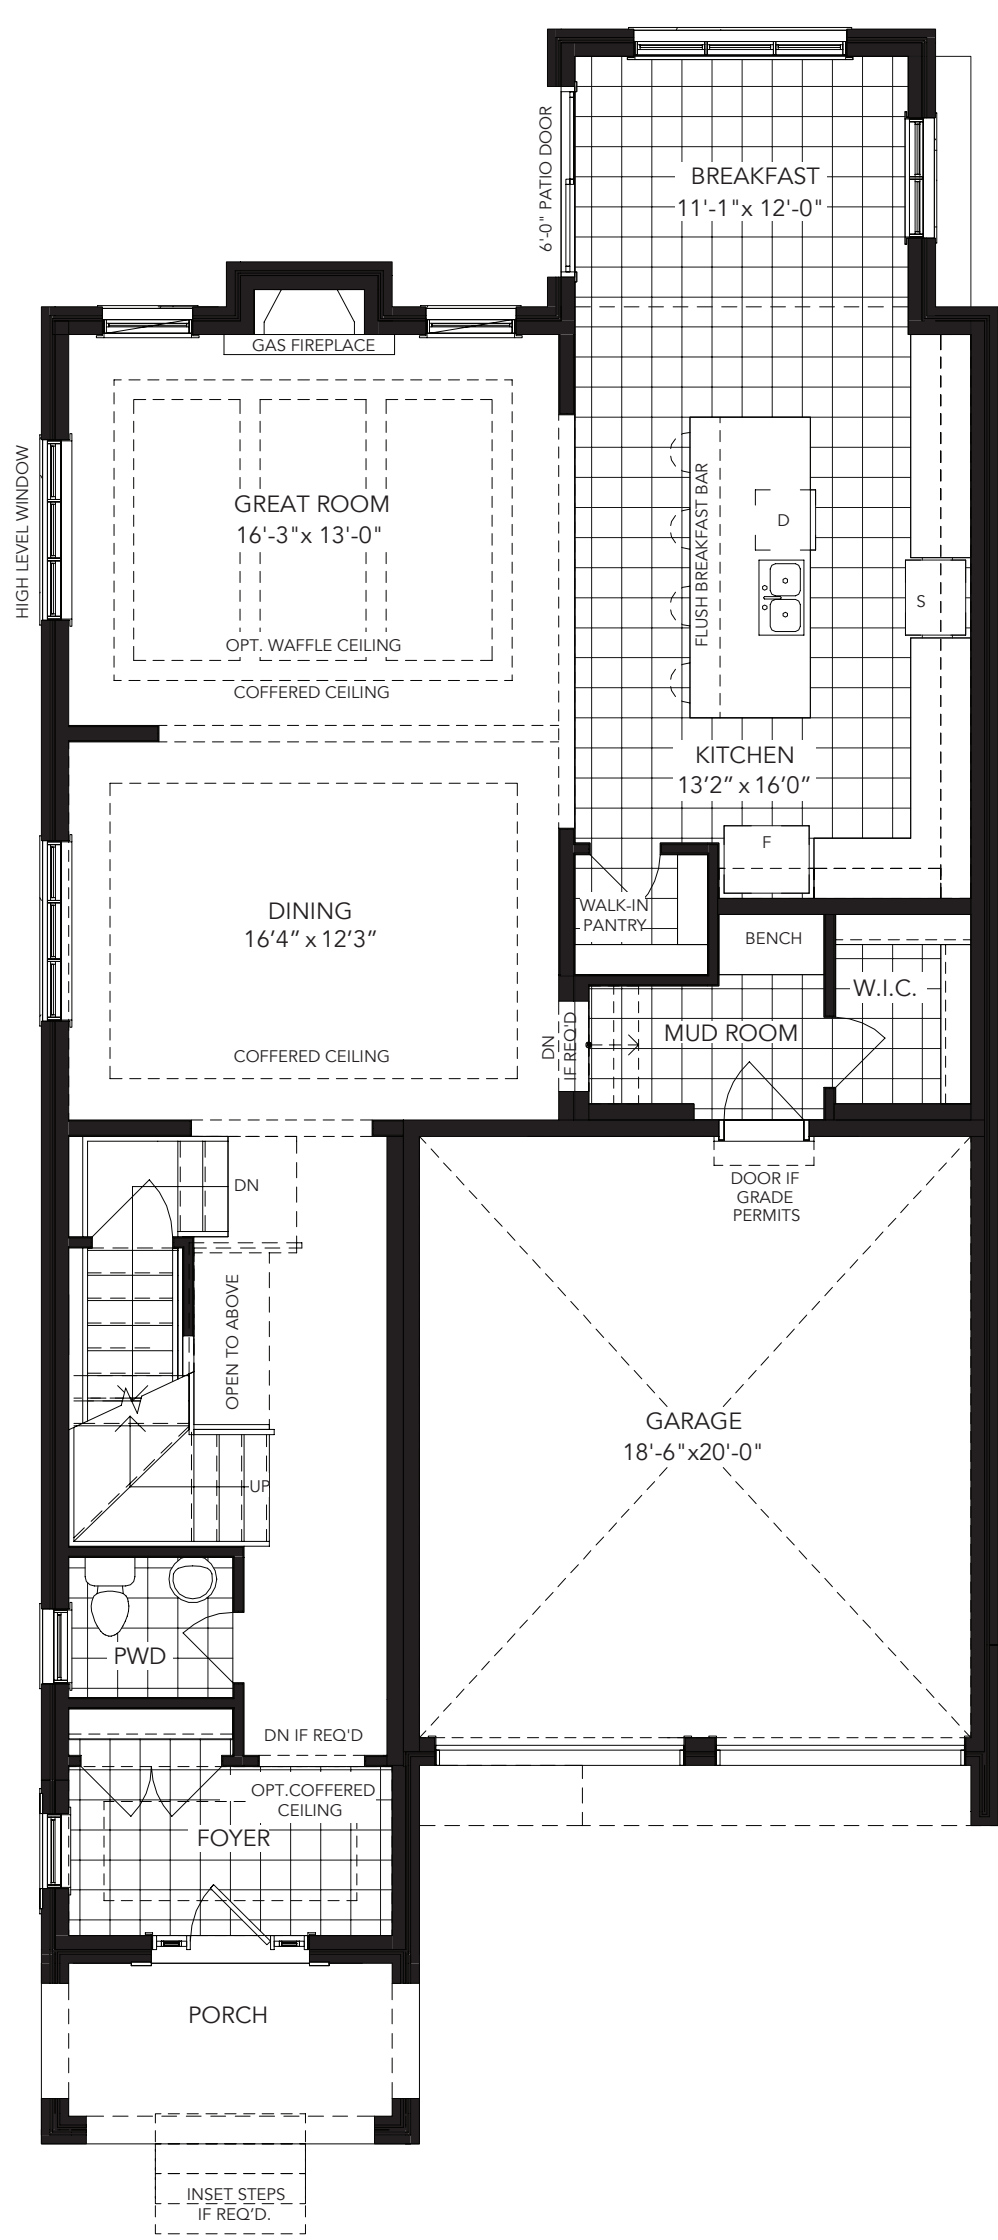 BREAKFAST
11'-1"x 12'-0"
6'-0" PATIO DOOR
GAS FIREPLACE
HIGH LEVEL WINDOW
GREAT ROOM
16'-3"x 13'-0"
OPT. WAFFLE CEILING
COFFERED CEILING
FLUSH BREAKFAST BAR
D
S
KITCHEN
13’2” x 16’0”
F
DINING
16’4” x 12’3”
COFFERED CEILING
WALK-IN
PANTRY
BENCH
W.I.C.
MUD ROOM
DN
IF REQ'D
DOOR IF
GRADE
PERMITS
DN
OPEN TO ABOVE
UP
GARAGE
18'-6"x20'-0"
PWD
DN IF REQ'D
OPT.COFFERED
CEILING
FOYER
PORCH
INSET STEPS
IF REQ’D.